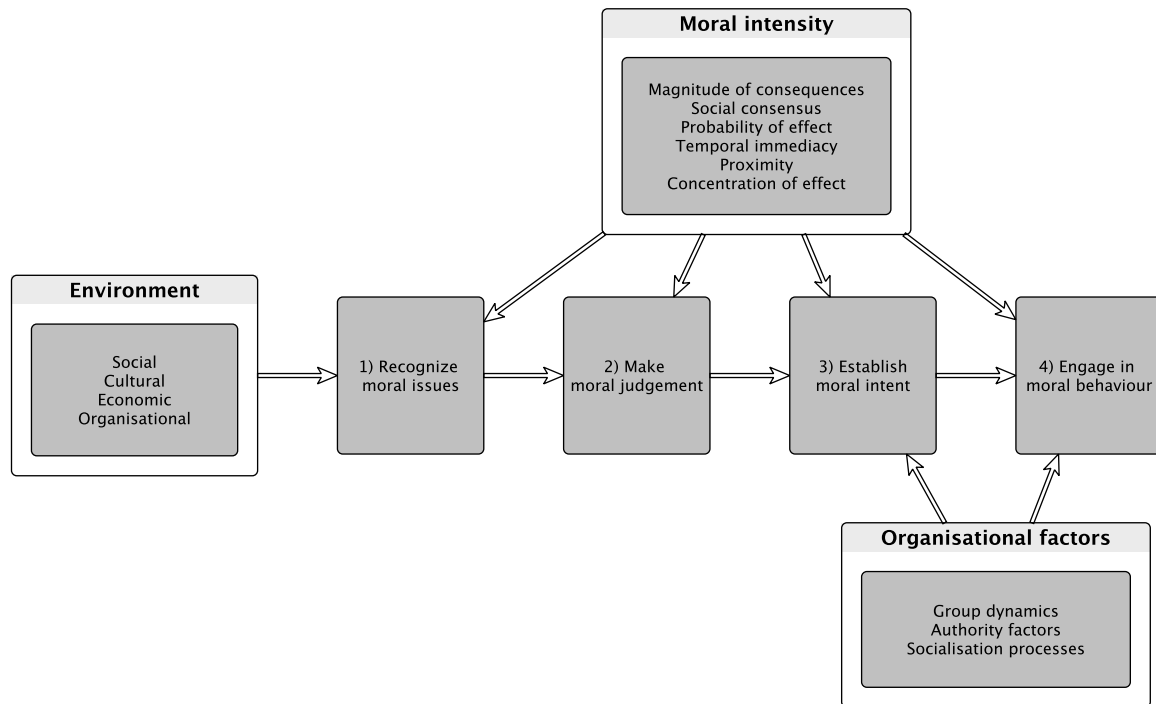 Moral intensity
Magnitude of consequences
Social consensus
Probability of effect
Temporal immediacy
Proximity
Concentration of effect
Environment
Social
Cultural
Economic
Organisational
1) Recognize
moral issues
2) Make
moral judgement
3) Establish
moral intent
4) Engage in
moral behaviour
Organisational factors
Group dynamics
Authority factors
Socialisation processes